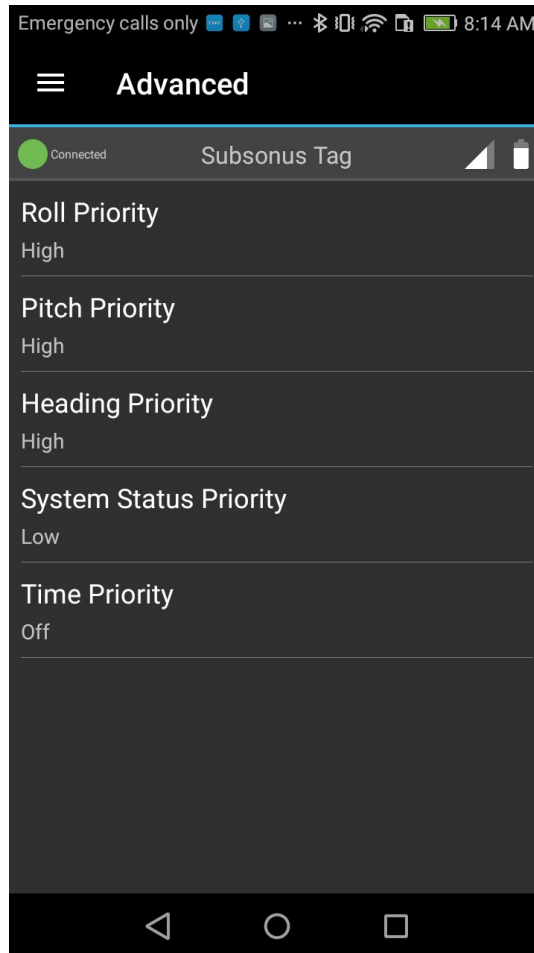 Emergency calls only ... 8:14 AM
Advanced
Connected Subsonus Tag
Roll Priority
High
Pitch Priority
High
Heading Priority
High
System Status Priority
Low
Time Priority
Off